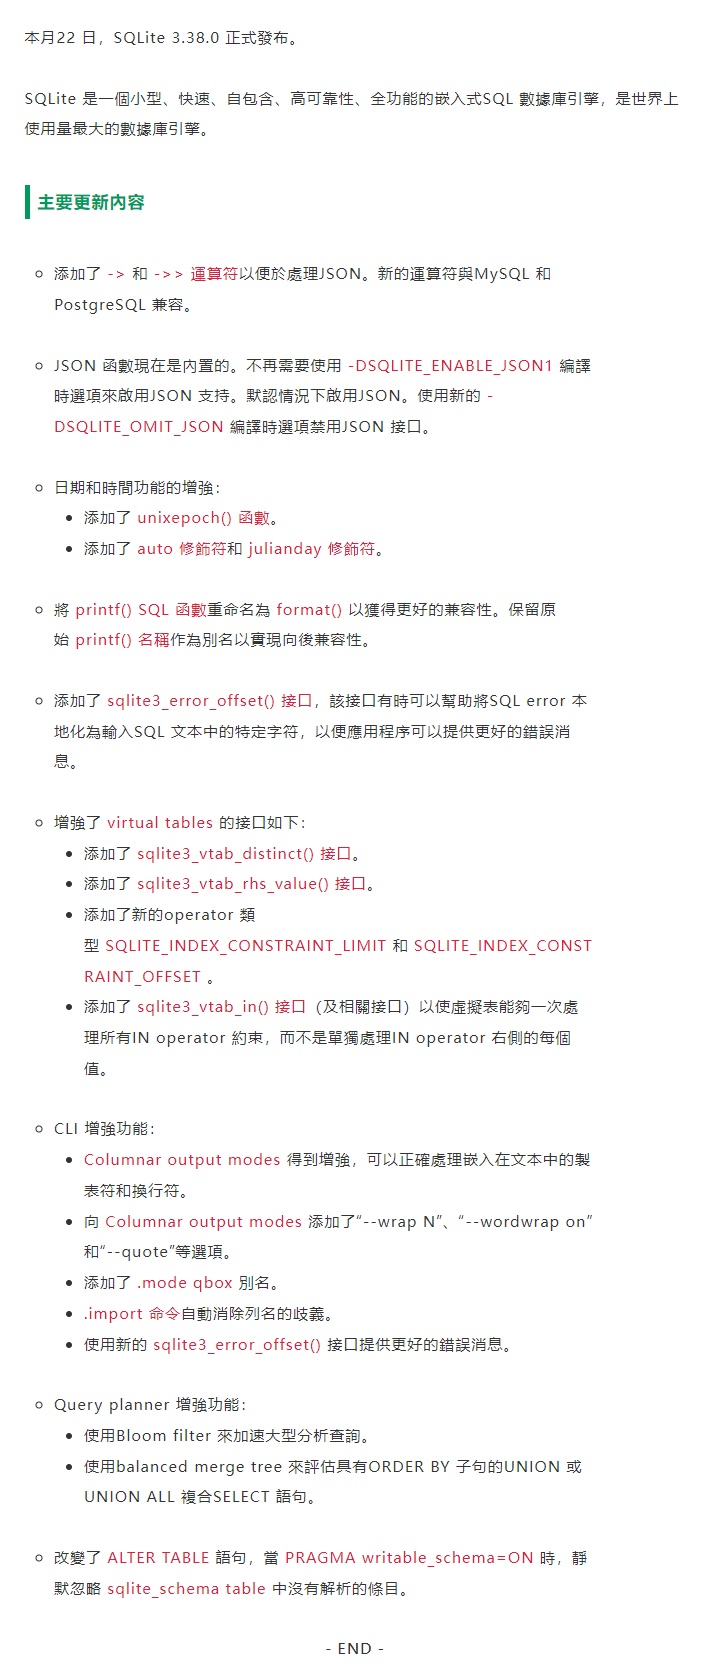 本月22 日，SQLite 3.38.0 正式發布。
SQLite 是一個小型、快速、自包含、高可靠性、全功能的嵌入式SQL 數據庫引擎，是世界上
使用量最大的數據庫引擎。
主要更新內容
添加了 -> 和 ->> 運算符以便於處理JSON。新的運算符與MySQL 和
PostgreSQL 兼容。
JSON 函數現在是內置的。不再需要使用 -DSQLITE_ENABLE_JSON1 編譯
時選項來啟用JSON 支持。默認情況下啟用JSON。使用新的 -
DSQLITE_OMIT_JSON 編譯時選項禁用JSON 接口。
日期和時間功能的增強：
添加了 unixepoch() 函數。
添加了 auto 修飾符和 julianday 修飾符。
將 printf() SQL 函數重命名為 format() 以獲得更好的兼容性。保留原
始 printf() 名稱作為別名以實現向後兼容性。
添加了 sqlite3_error_offset() 接口，該接口有時可以幫助將SQL error 本
地化為輸入SQL 文本中的特定字符，以便應用程序可以提供更好的錯誤消
息。
增強了 virtual tables 的接口如下：
添加了 sqlite3_vtab_distinct() 接口。
添加了 sqlite3_vtab_rhs_value() 接口。
添加了新的operator 類
型 SQLITE_INDEX_CONSTRAINT_LIMIT 和 SQLITE_INDEX_CONST
RAINT_OFFSET 。
添加了 sqlite3_vtab_in() 接口（及相關接口）以使虛擬表能夠一次處
理所有IN operator 約束，而不是單獨處理IN operator 右側的每個
值。
CLI 增強功能：
Columnar output modes 得到增強，可以正確處理嵌入在文本中的製
表符和換行符。
向 Columnar output modes 添加了“--wrap N”、“--wordwrap on”
和“--quote”等選項。
添加了 .mode qbox 別名。
.import 命令自動消除列名的歧義。
使用新的 sqlite3_error_offset() 接口提供更好的錯誤消息。
Query planner 增強功能：
使用Bloom filter 來加速大型分析查詢。
使用balanced merge tree 來評估具有ORDER BY 子句的UNION 或
UNION ALL 複合SELECT 語句。
改變了 ALTER TABLE 語句，當 PRAGMA writable_schema=ON 時，靜
默忽略 sqlite_schema table 中沒有解析的條目。
- END -